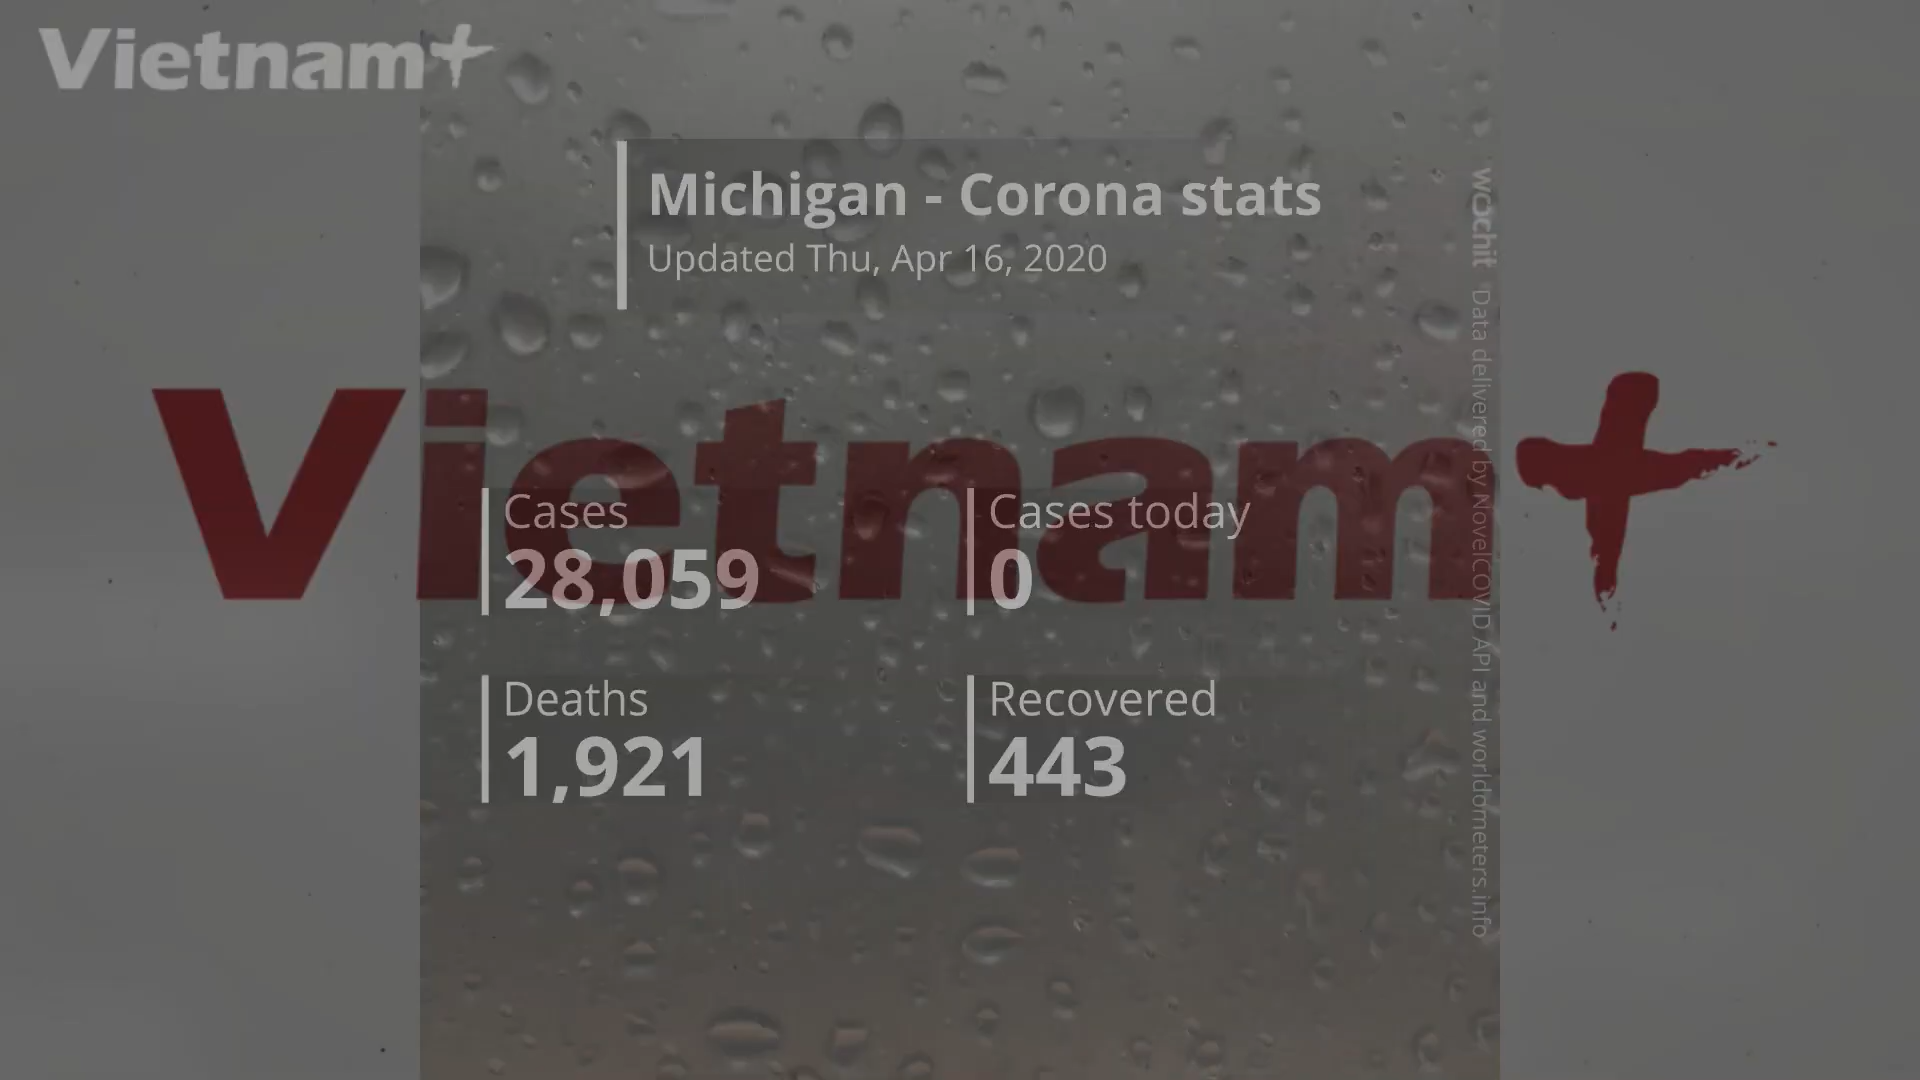 Vietnam+
Michigan - Corona stats
Updated Thu, Apr 16, 2020
Vietnam+
Cases
28,059
Cases today
0
Deaths
1,921
Recovered
443
wochit Data delivered by NovelCOVID API and worldometers.info